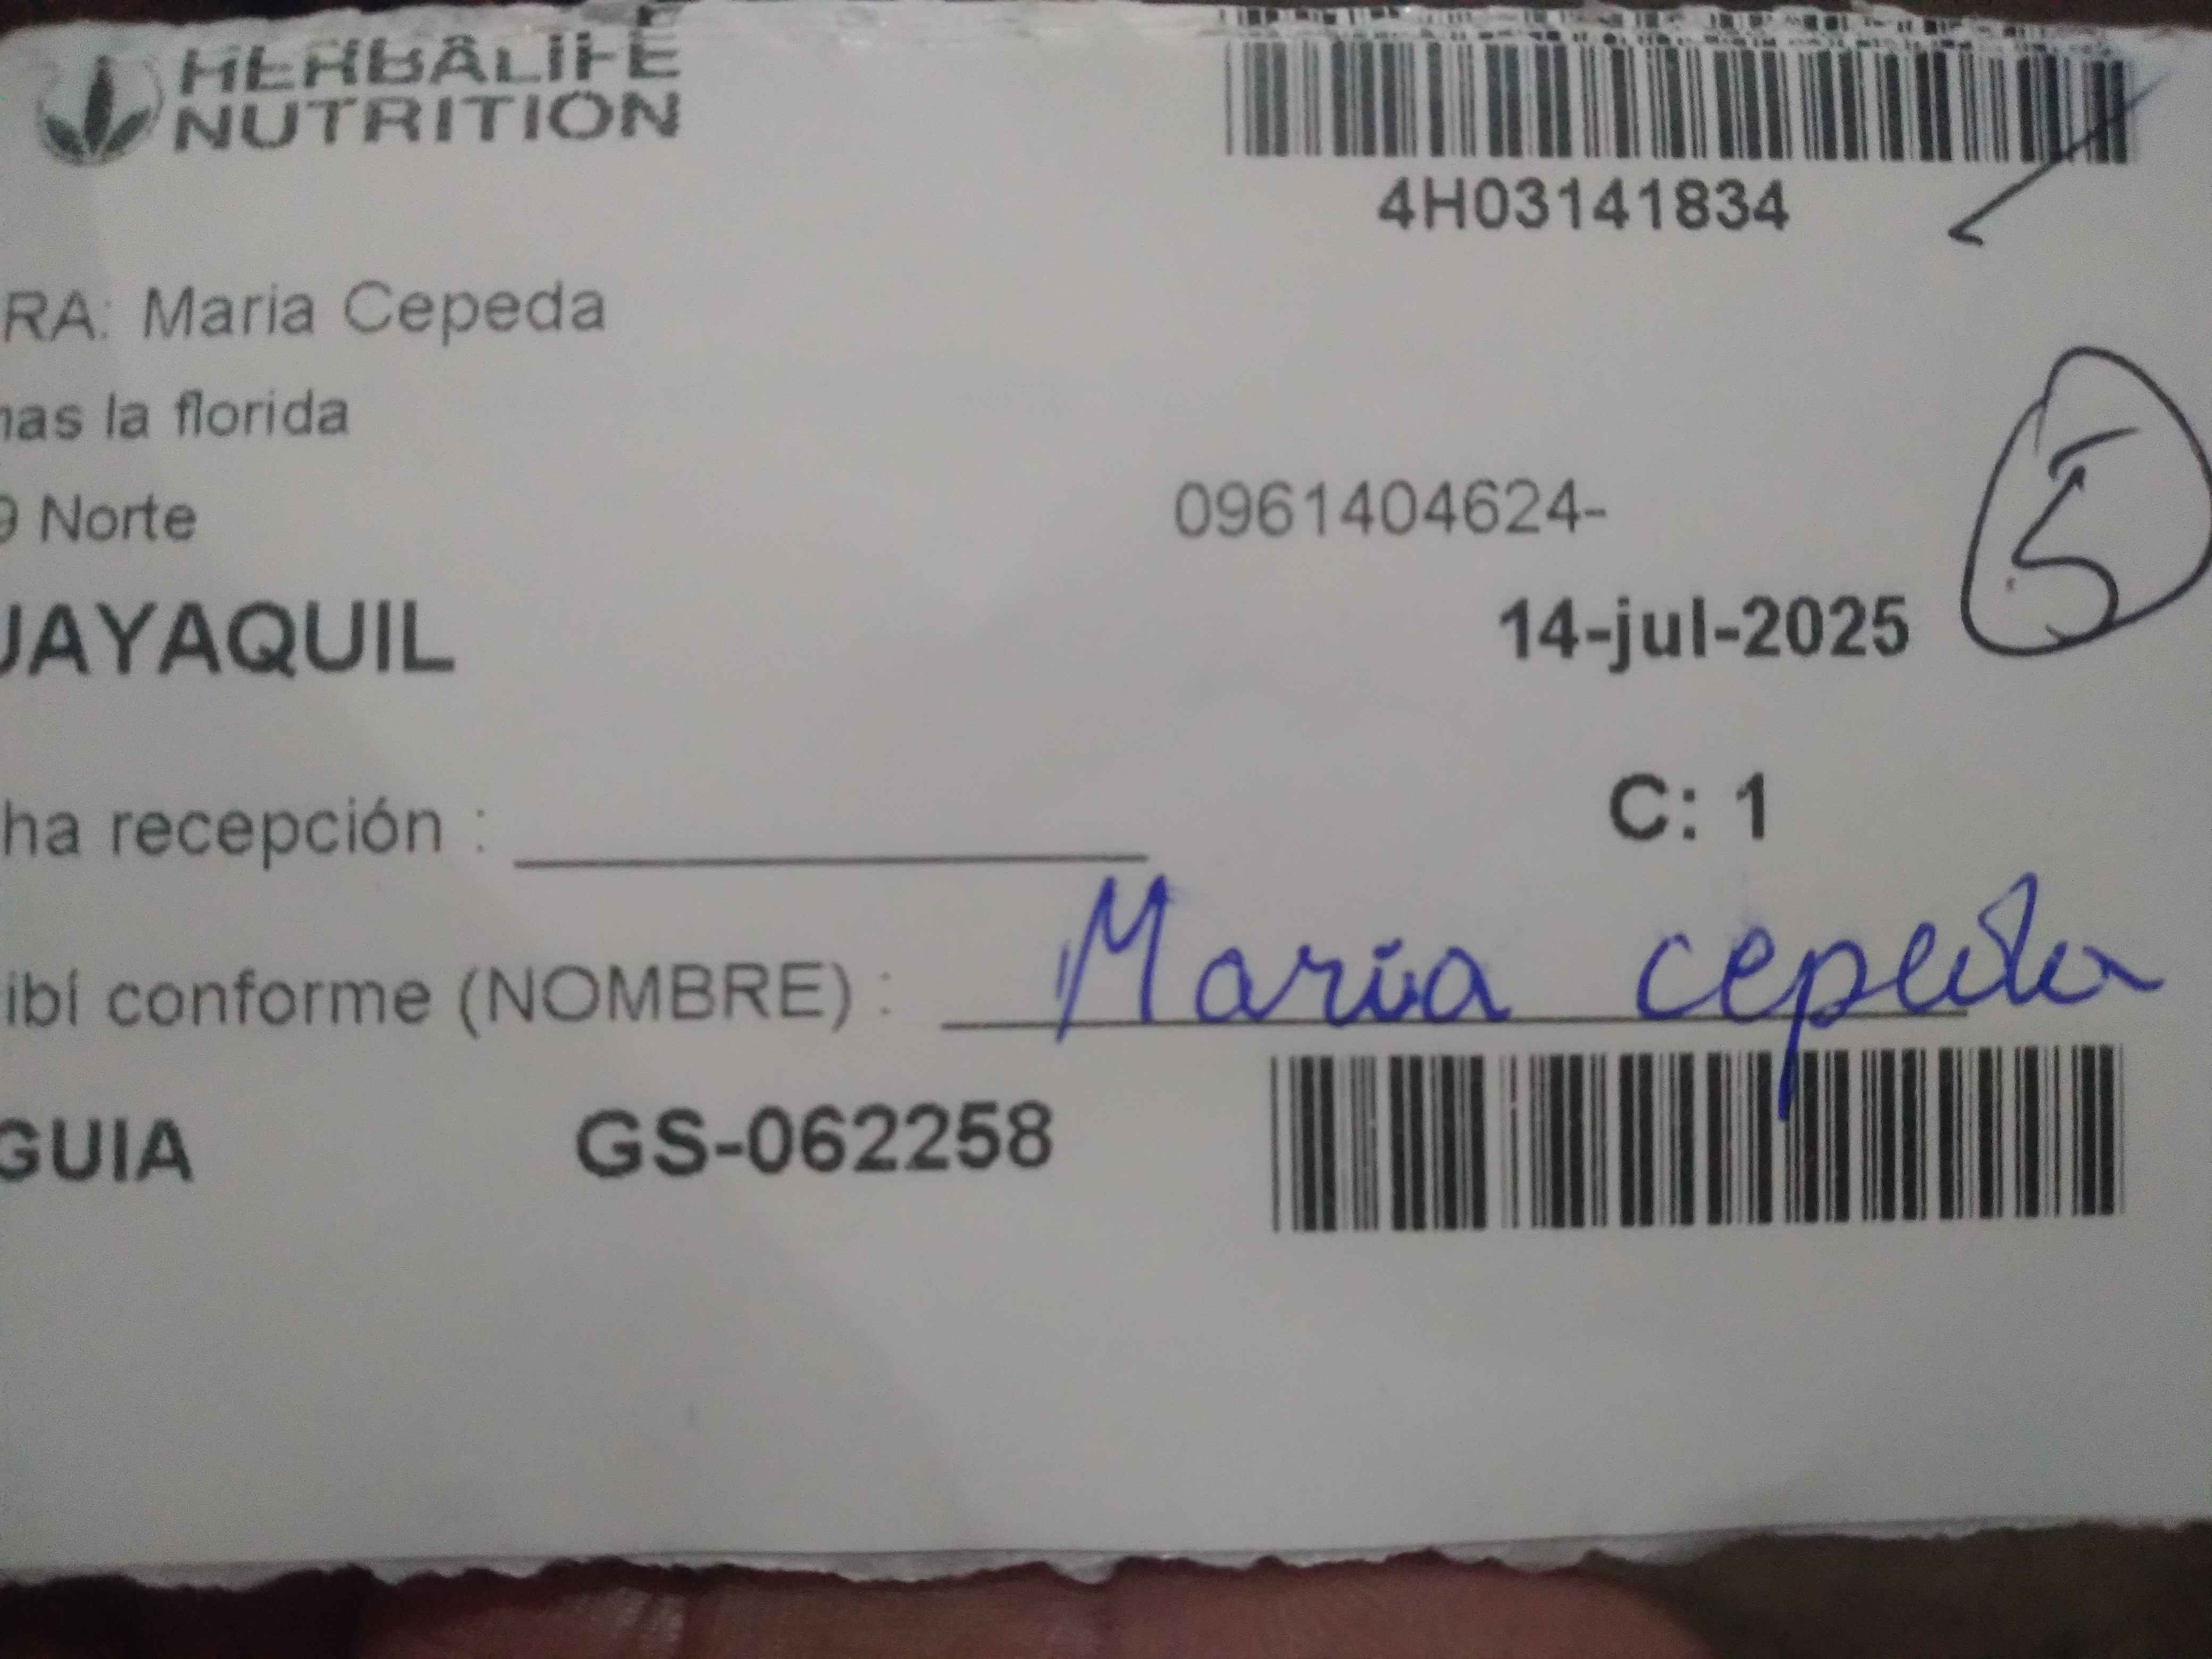 HERBALIFE
NUTRITION
4H03141834
RA: Maria Cepeda
nas la florida
9 Norte
0961404624-
5
UAYAQUIL
14-jul-2025
C: 1
ha recepción :
ibí conforme (NOMBRE) : Maria cepeda
GUIA GS-062258